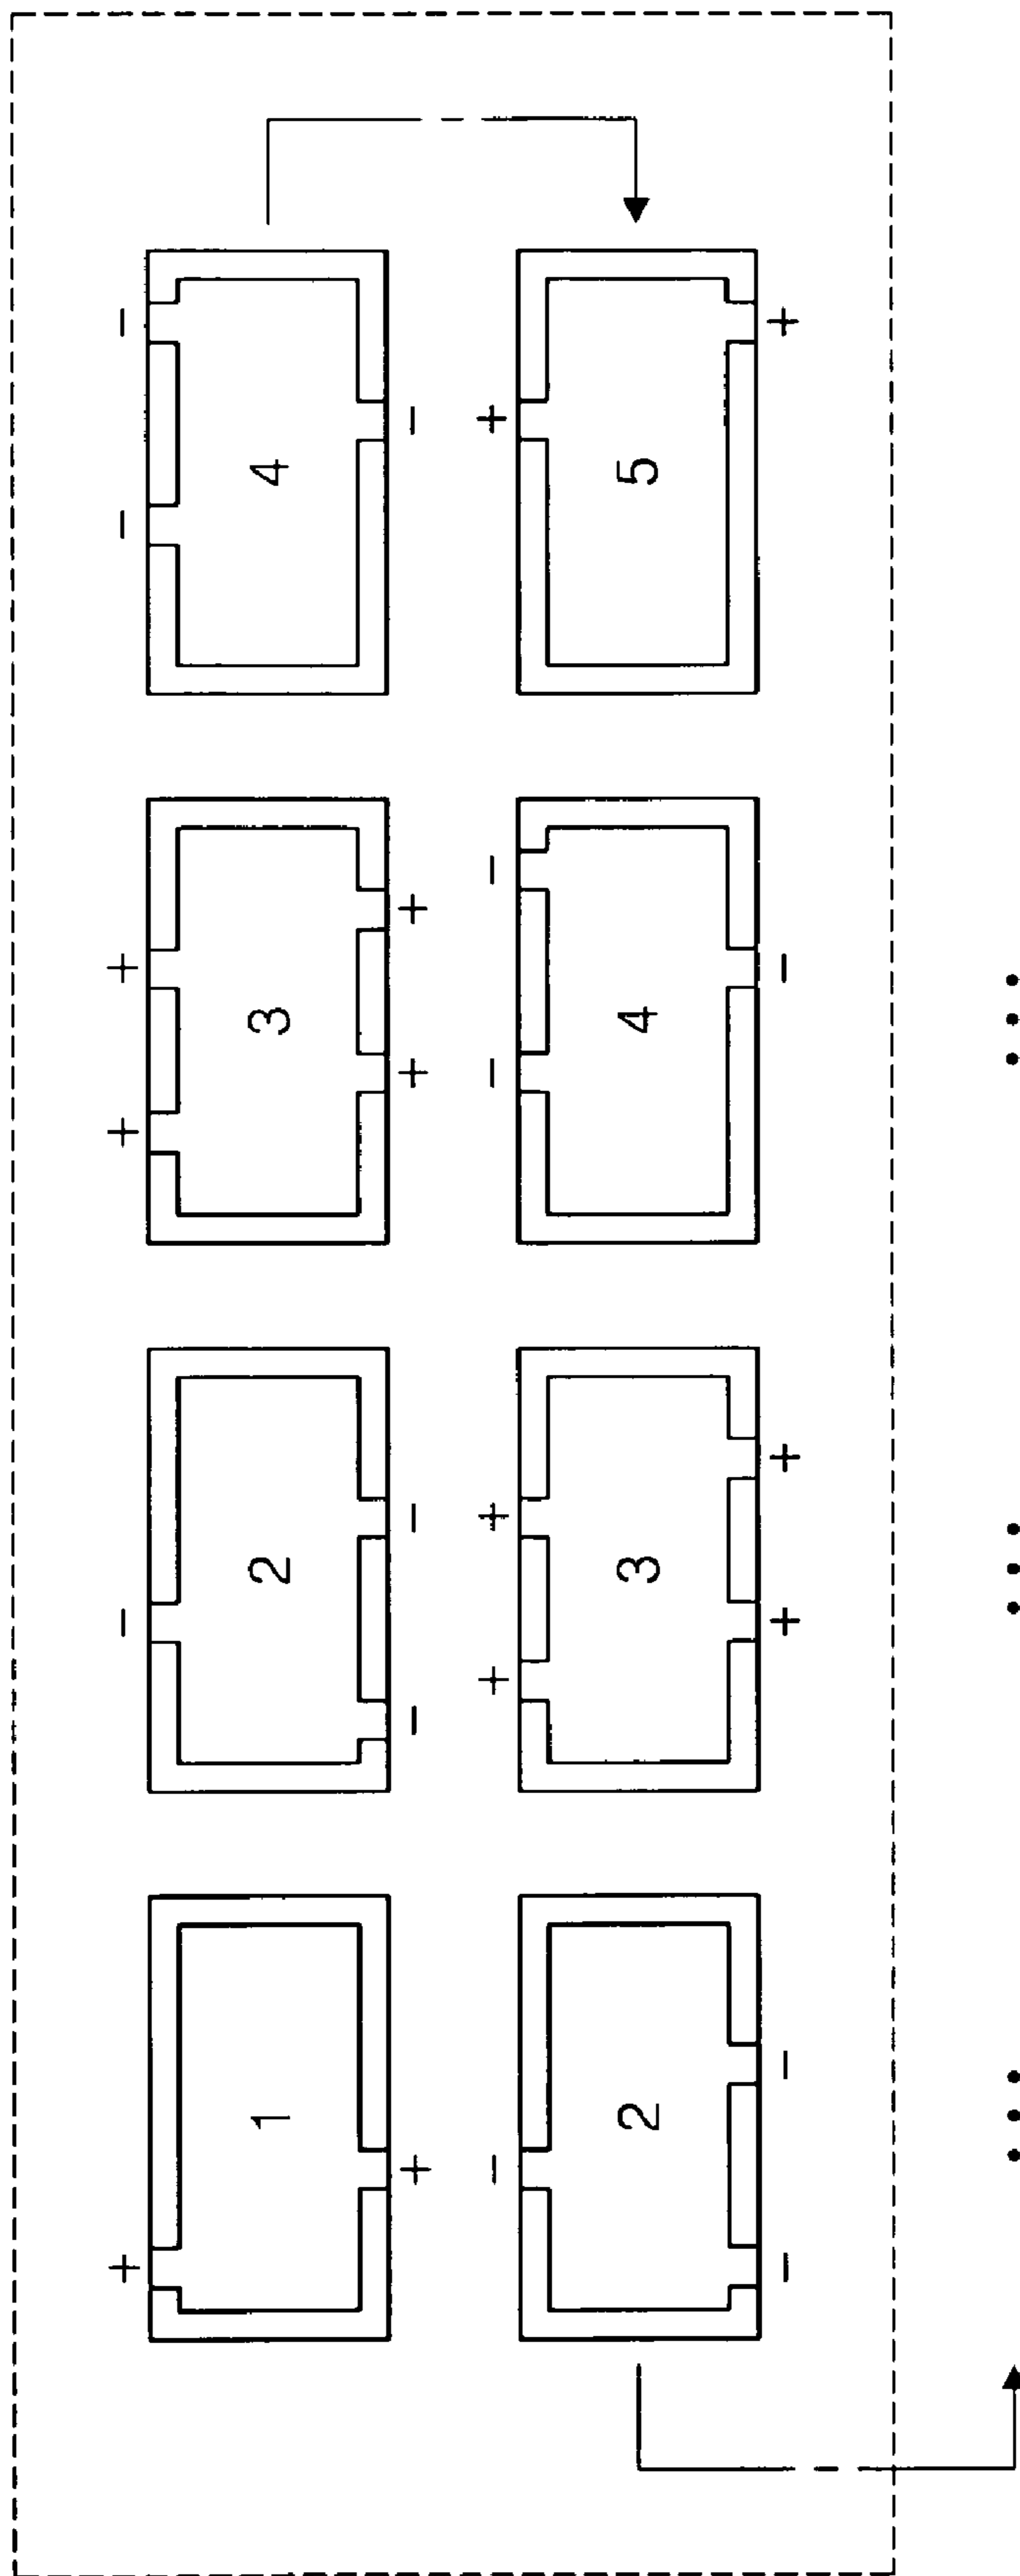 + - + + - -
1 2 3 4
+ - - + + -
- + + - - +
2 3 4 5
- - + + - +
... ... ...